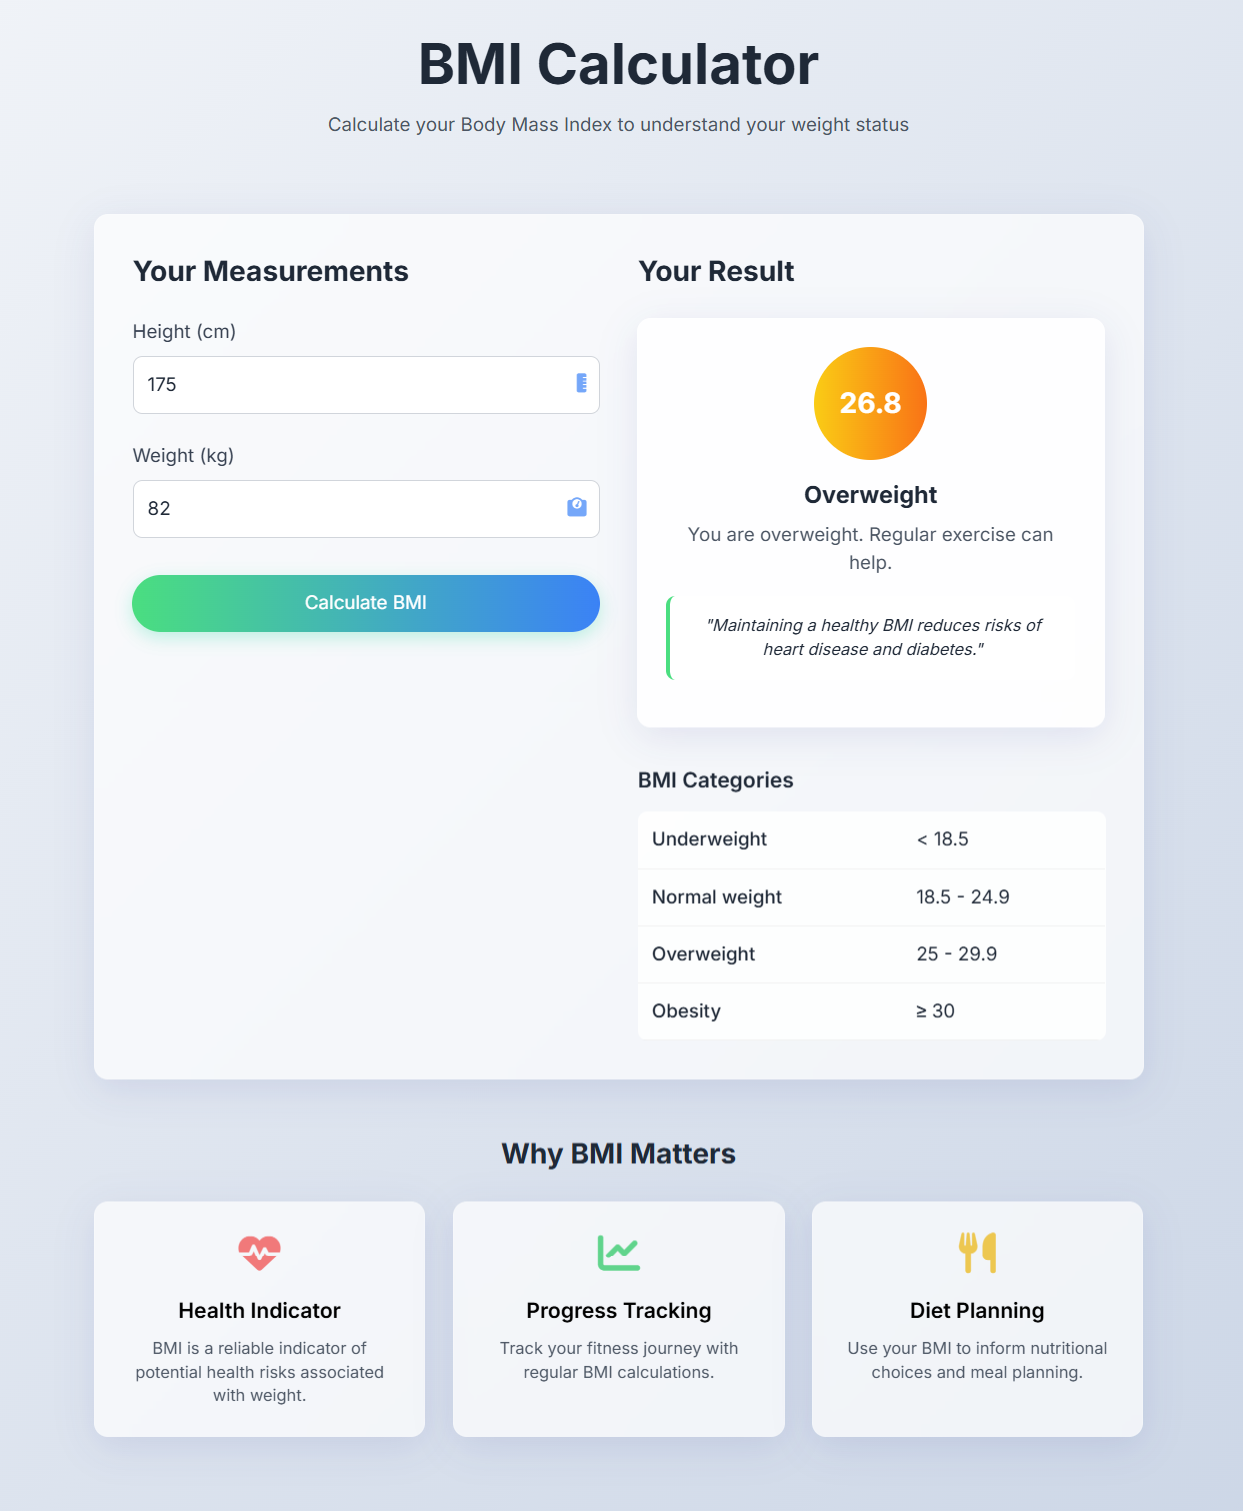 BMI Calculator
Calculate your Body Mass Index to understand your weight status
Your Measurements
Height (cm)
175
Weight (kg)
82
Calculate BMI
Your Result
26.8
Overweight
You are overweight. Regular exercise can
help.
"Maintaining a healthy BMI reduces risks of
heart disease and diabetes."
BMI Categories
Underweight < 18.5
Normal weight 18.5 - 24.9
Overweight 25 - 29.9
Obesity ≥ 30
Why BMI Matters
Health Indicator
BMI is a reliable indicator of
potential health risks associated
with weight.
Progress Tracking
Track your fitness journey with
regular BMI calculations.
Diet Planning
Use your BMI to inform nutritional
choices and meal planning.